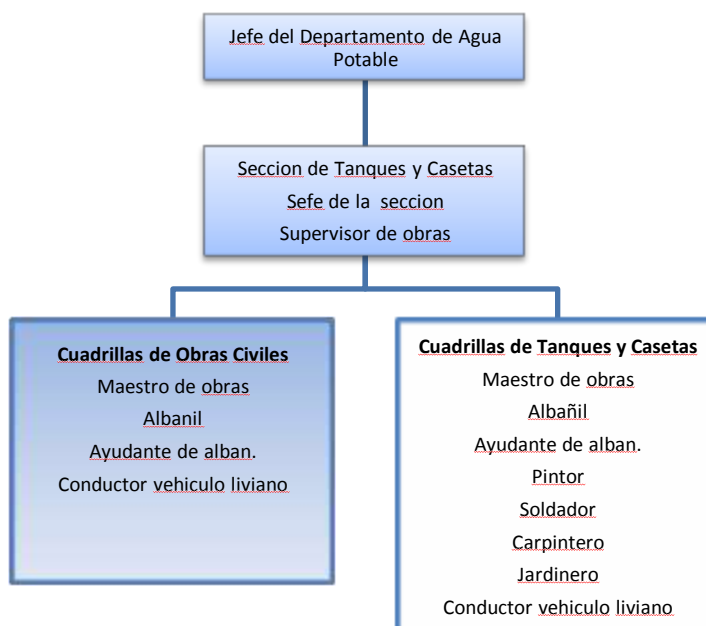 Jefe del Departamento de Agua
Potable
Seccion de Tanques y Casetas
Sefe de la seccion
Supervisor de obras
Cuadrillas de Obras Civiles
Maestro de obras
Albanil
Ayudante de alban.
Conductor vehiculo liviano
Cuadrillas de Tanques y Casetas
Maestro de obras
Albañil
Ayudante de alban.
Pintor
Soldador
Carpintero
Jardinero
Conductor vehiculo liviano